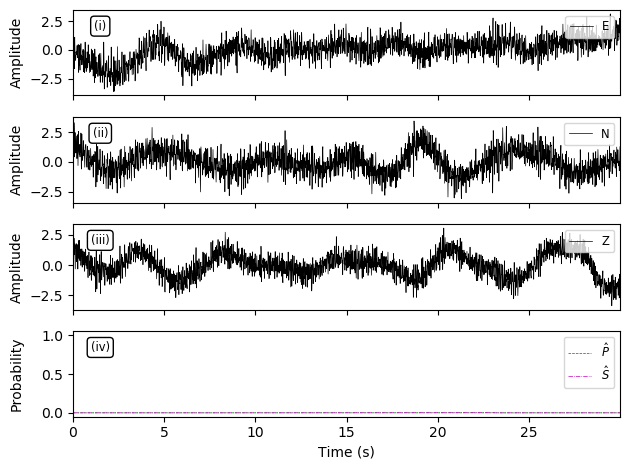 2.5
0.0
−2.5
Amplitude
(i)
E
2.5
0.0
−2.5
Amplitude
(ii)
N
2.5
0.0
−2.5
Amplitude
(iii)
Z
1.0
0.5
0.0
Probability
(iv)
P̂
Ŝ
0 5 10 15 20 25
Time (s)